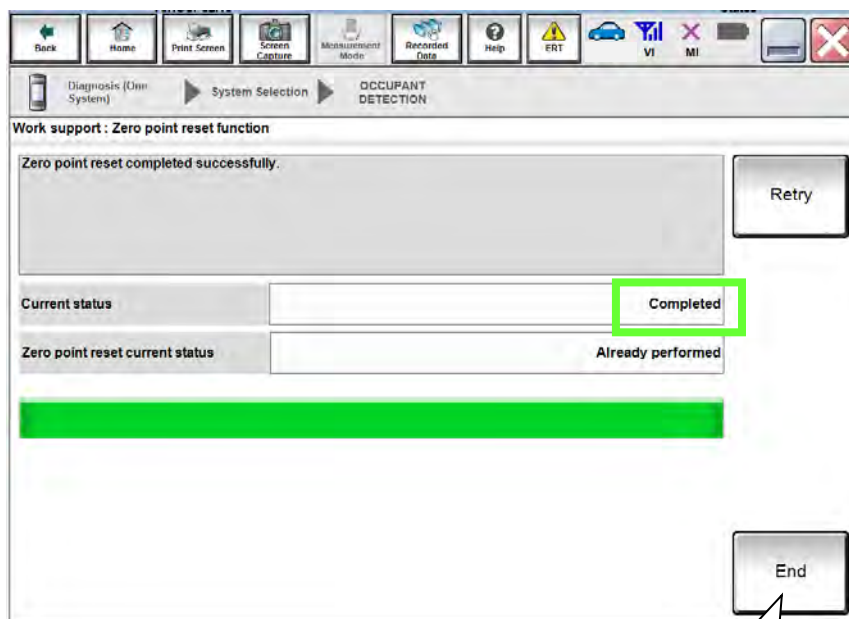 Back
Home
Print Screen
Screen
Capture
Measurement
Mode
Recorded
Data
Help
ERT
VI
MI
Diagnosis (One
System)
System Selection
OCCUPANT
DETECTION
Work support : Zero point reset function
Zero point reset completed successfully.
Retry
Current status
Completed
Zero point reset current status
Already performed
End